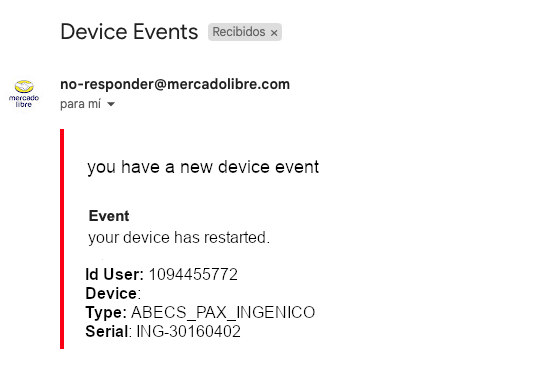 Device Events Recibidos ×
no-responder@mercadolibre.com
mercado
libre
para mí
you have a new device event
Event
your device has restarted.
Id User: 1094455772
Device:
Type: ABECS_PAX_INGENICO
Serial: ING-30160402